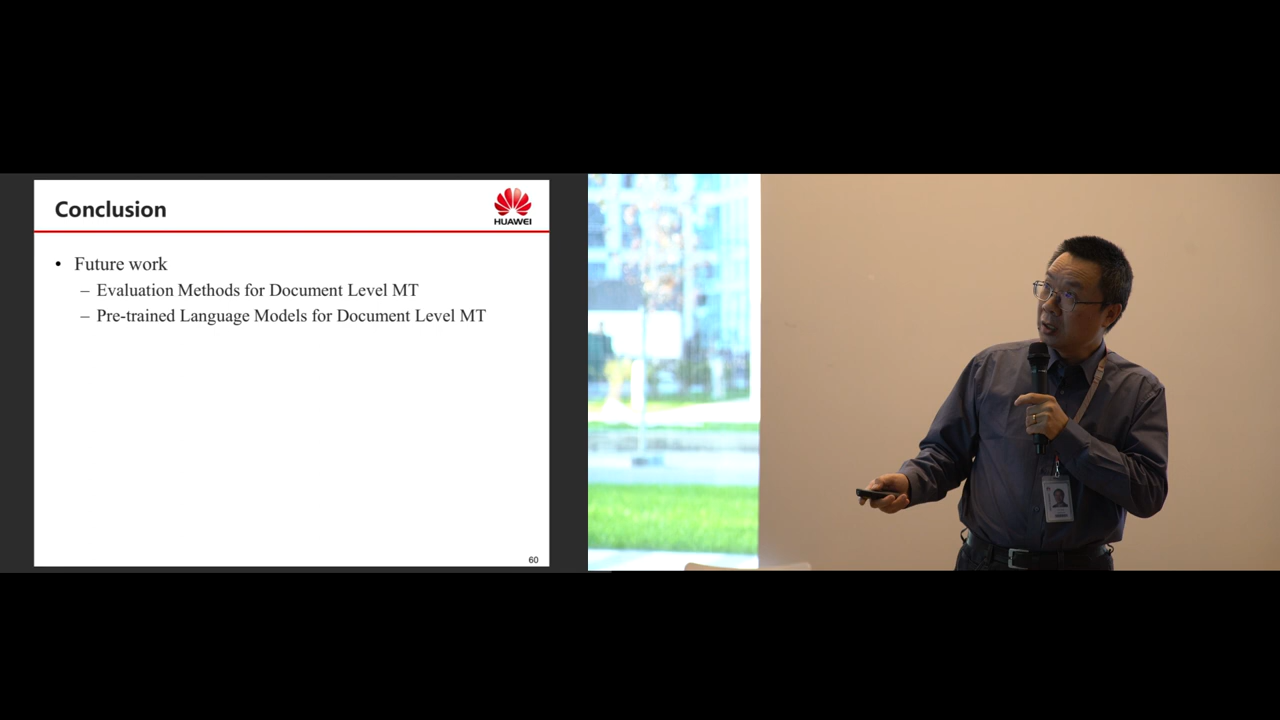 Conclusion
HUAWEI
• Future work
– Evaluation Methods for Document Level MT
– Pre-trained Language Models for Document Level MT
60